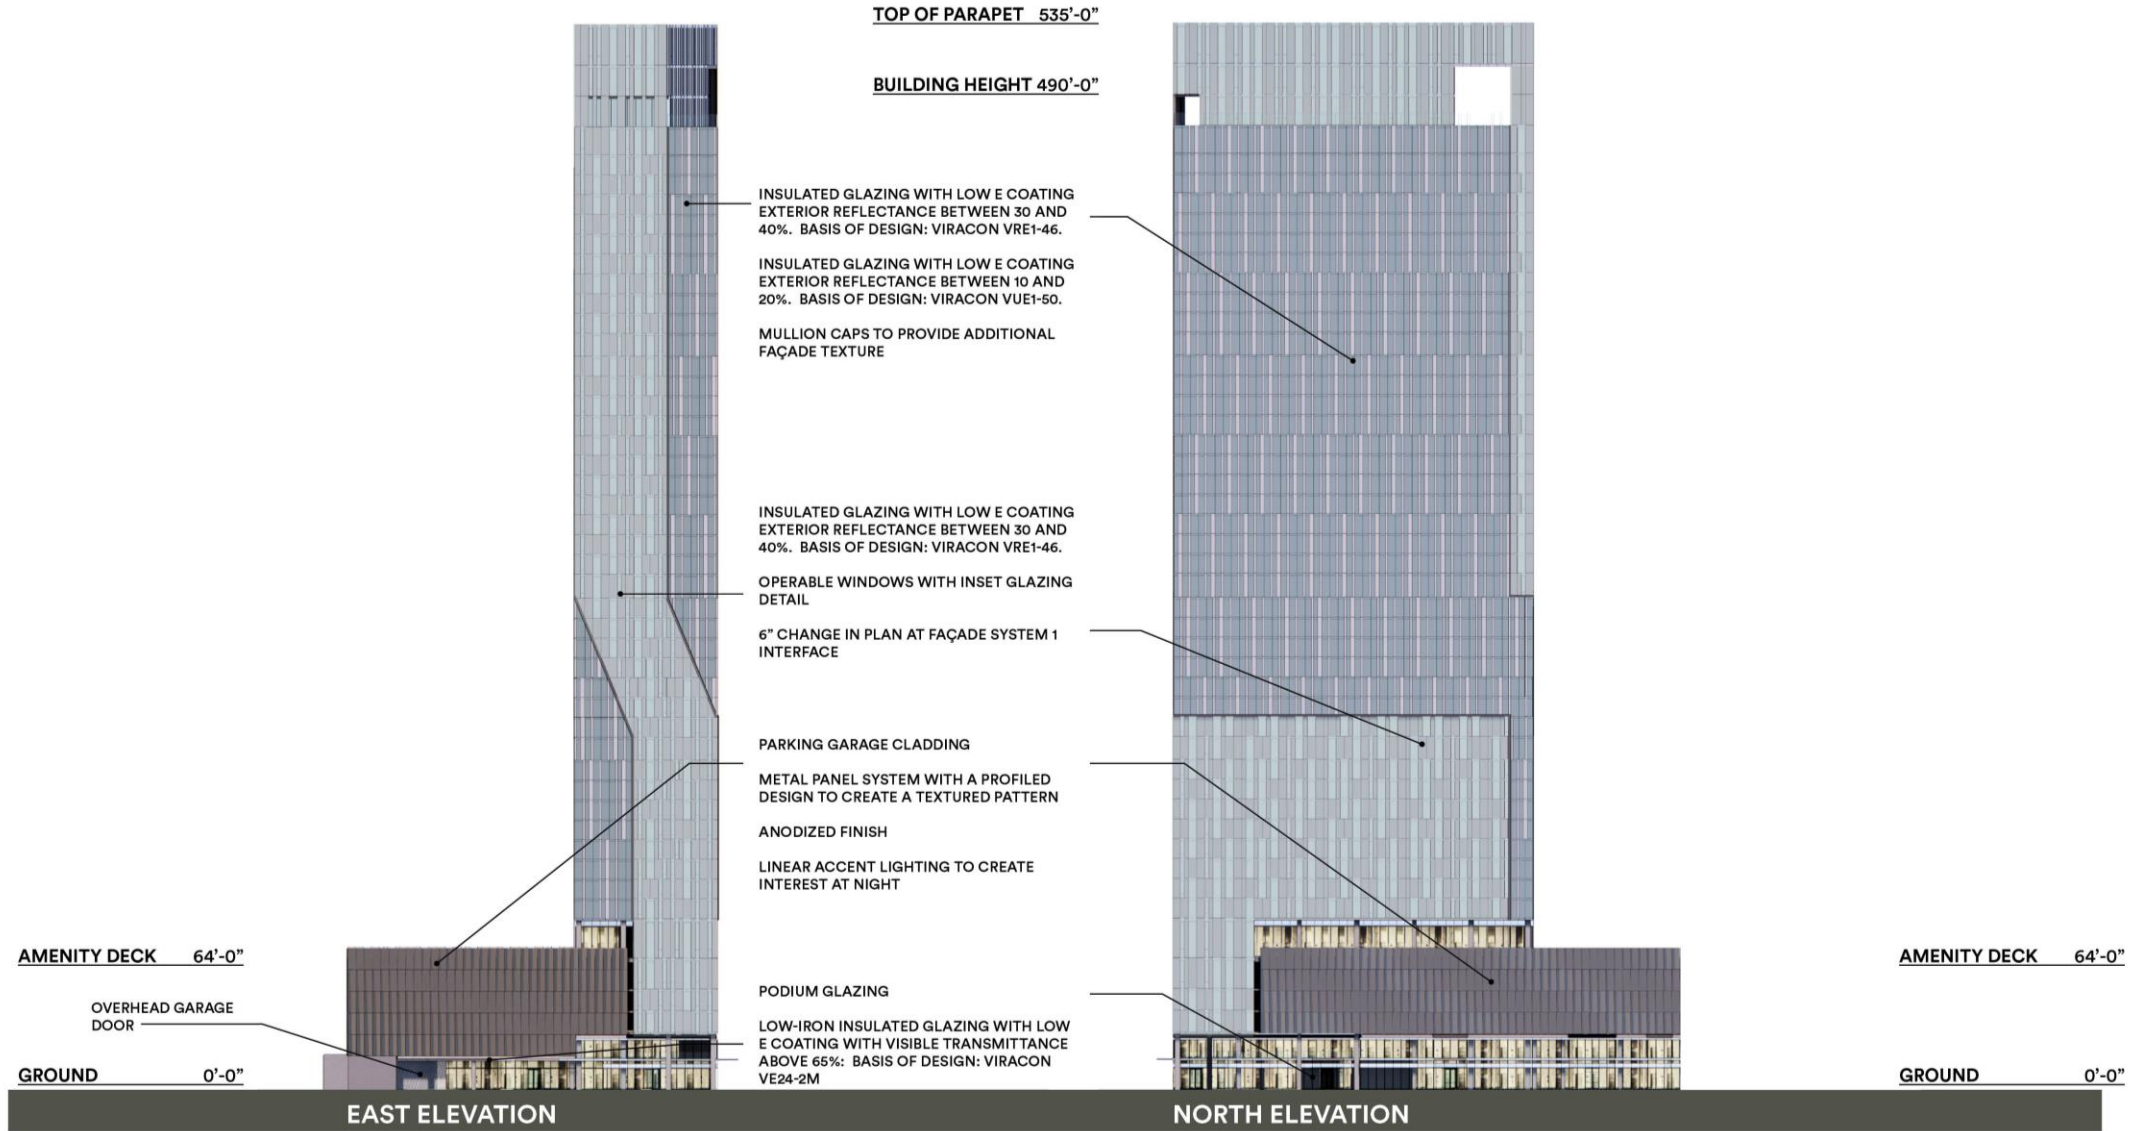 TOP OF PARAPET 535'-0"
BUILDING HEIGHT 490'-0"
INSULATED GLAZING WITH LOW E COATING
EXTERIOR REFLECTANCE BETWEEN 30 AND
40%. BASIS OF DESIGN: VIRACON VRE1-46.
INSULATED GLAZING WITH LOW E COATING
EXTERIOR REFLECTANCE BETWEEN 10 AND
20%. BASIS OF DESIGN: VIRACON VUE1-50.
MULLION CAPS TO PROVIDE ADDITIONAL
FAÇADE TEXTURE
INSULATED GLAZING WITH LOW E COATING
EXTERIOR REFLECTANCE BETWEEN 30 AND
40%. BASIS OF DESIGN: VIRACON VRE1-46.
OPERABLE WINDOWS WITH INSET GLAZING
DETAIL
6" CHANGE IN PLAN AT FAÇADE SYSTEM 1
INTERFACE
PARKING GARAGE CLADDING
METAL PANEL SYSTEM WITH A PROFILED
DESIGN TO CREATE A TEXTURED PATTERN
ANODIZED FINISH
LINEAR ACCENT LIGHTING TO CREATE
INTEREST AT NIGHT
AMENITY DECK 64'-0"
AMENITY DECK 64'-0"
OVERHEAD GARAGE
DOOR
PODIUM GLAZING
LOW-IRON INSULATED GLAZING WITH LOW
E COATING WITH VISIBLE TRANSMITTANCE
ABOVE 65%: BASIS OF DESIGN: VIRACON
VE24-2M
GROUND 0'-0"
GROUND 0'-0"
EAST ELEVATION
NORTH ELEVATION